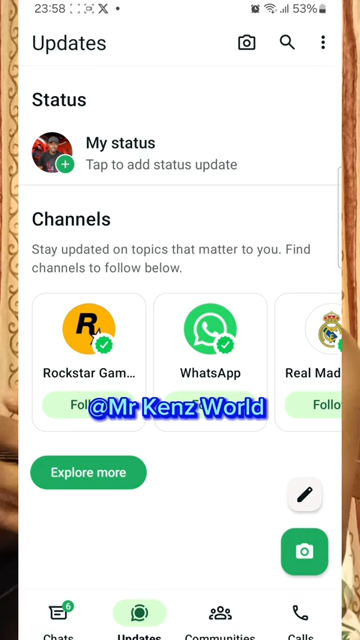 23:58
53%
Updates
Status
My status
Tap to add status update
Channels
Stay updated on topics that matter to you. Find
channels to follow below.
Rockstar Gam...
WhatsApp
Real Mad
@Mr Kenz World
Explore more
6
Chats
Updates
Communities
Calls